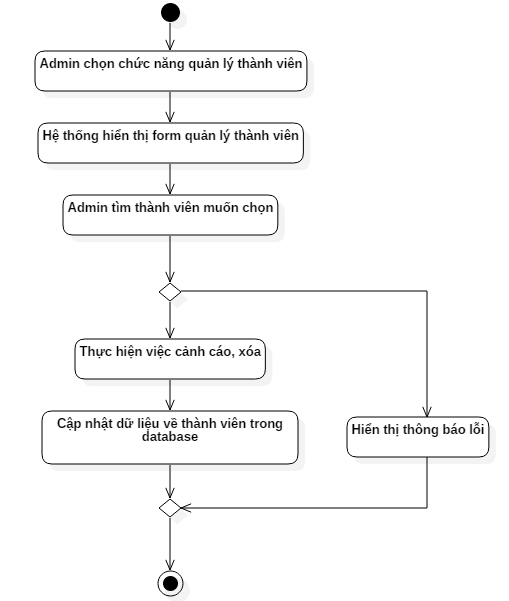 Admin chọn chức năng quản lý thành viên
Hệ thống hiển thị form quản lý thành viên
Admin tìm thành viên muốn chọn
Thực hiện việc cảnh cáo, xóa
Cập nhật dữ liệu về thành viên trong
database
Hiển thị thông báo lỗi